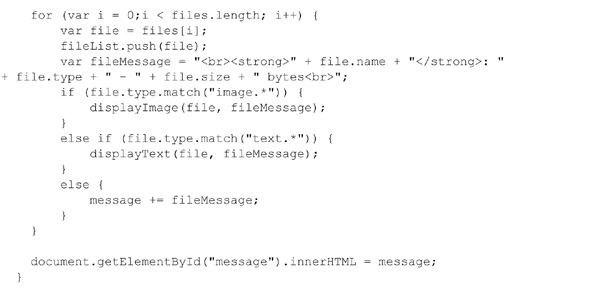 for (var i = 0;i < files.length; i++) {
var file = files[i];
fileList.push(file);
var fileMessage = "<br><strong>" + file.name + "</strong>: "
+ file.type + " - " + file.size + " bytes<br>";
if (file.type.match("image.*")) {
displayImage(file, fileMessage);
}
else if (file.type.match("text.*")) {
displayText(file, fileMessage);
}
else {
message += fileMessage;
}
}
document.getElementById("message").innerHTML = message;
}